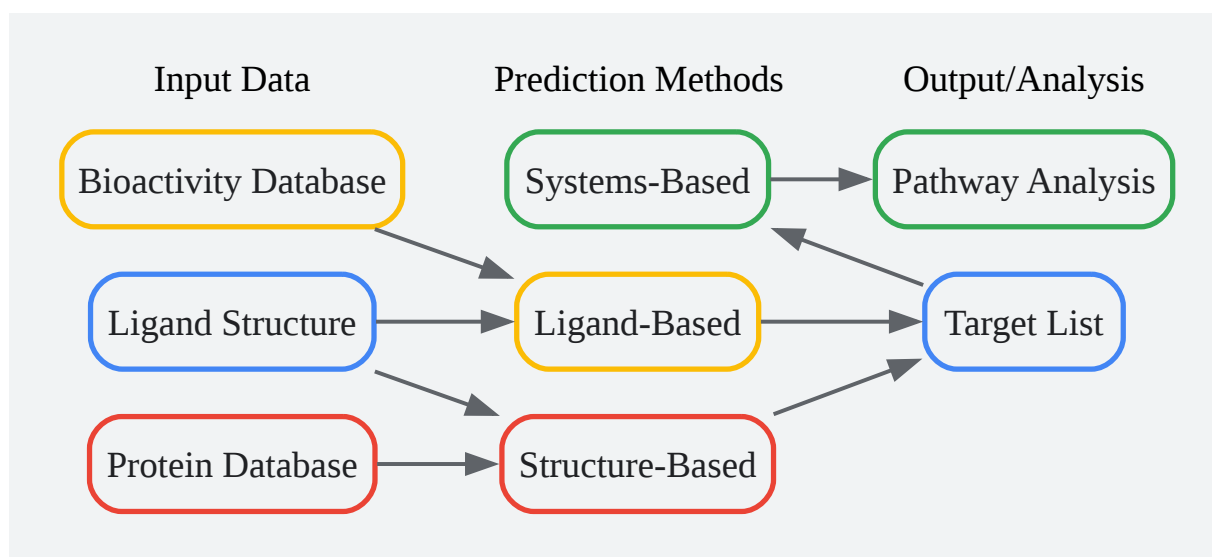 Input Data
Prediction Methods
Output/Analysis
Bioactivity Database
Systems-Based
Pathway Analysis
Ligand Structure
Ligand-Based
Target List
Protein Database
Structure-Based